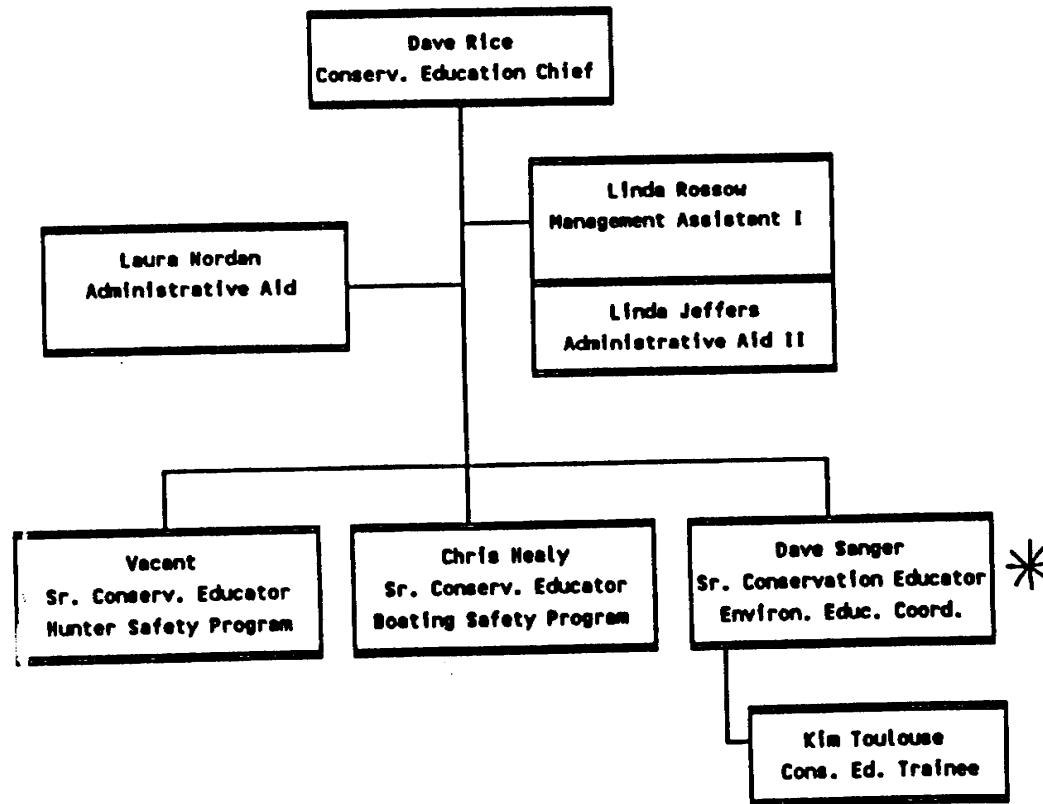 Dave Rice
Conserv. Education Chief
Linda Rossow
Management Assistant I
Laura Nordan
Administrative Aid
Linda Jeffers
Administrative Aid II
Vacant
Sr. Conserv. Educator
Hunter Safety Program
Chris Healy
Sr. Conserv. Educator
Boating Safety Program
Dave Sanger
Sr. Conservation Educator
Environ. Educ. Coord.
Kim Toulouse
Cons. Ed. Trainee